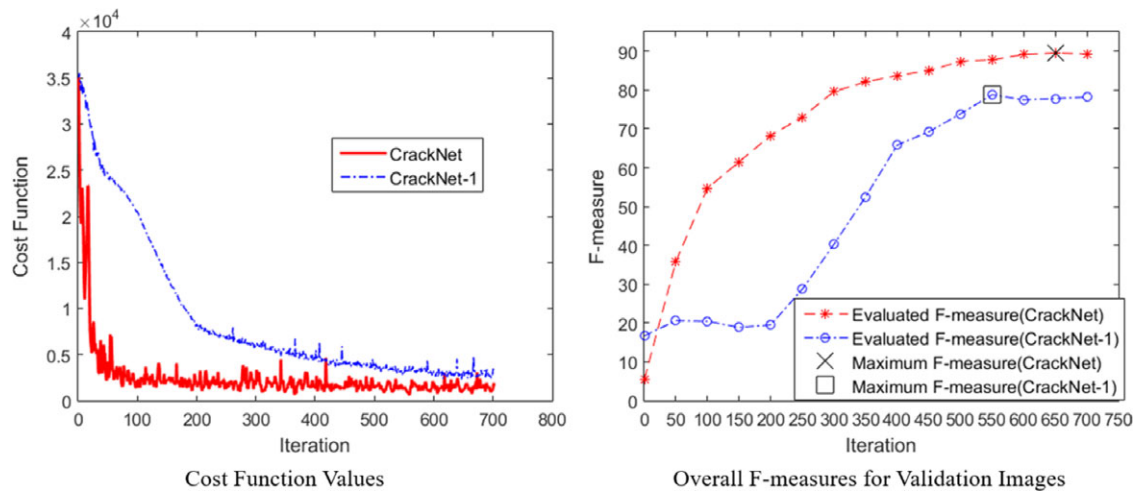 ×10⁴
4
3.5
3
2.5
2
1.5
1
0.5
0
Cost Function
CrackNet
CrackNet-1
0 100 200 300 400 500 600 700 800
Iteration
Cost Function Values
90
80
70
60
50
40
30
20
10
0
F-measure
Evaluated F-measure(CrackNet)
Evaluated F-measure(CrackNet-1)
Maximum F-measure(CrackNet)
Maximum F-measure(CrackNet-1)
0 50 100 150 200 250 300 350 400 450 500 550 600 650 700 750
Iteration
Overall F-measures for Validation Images